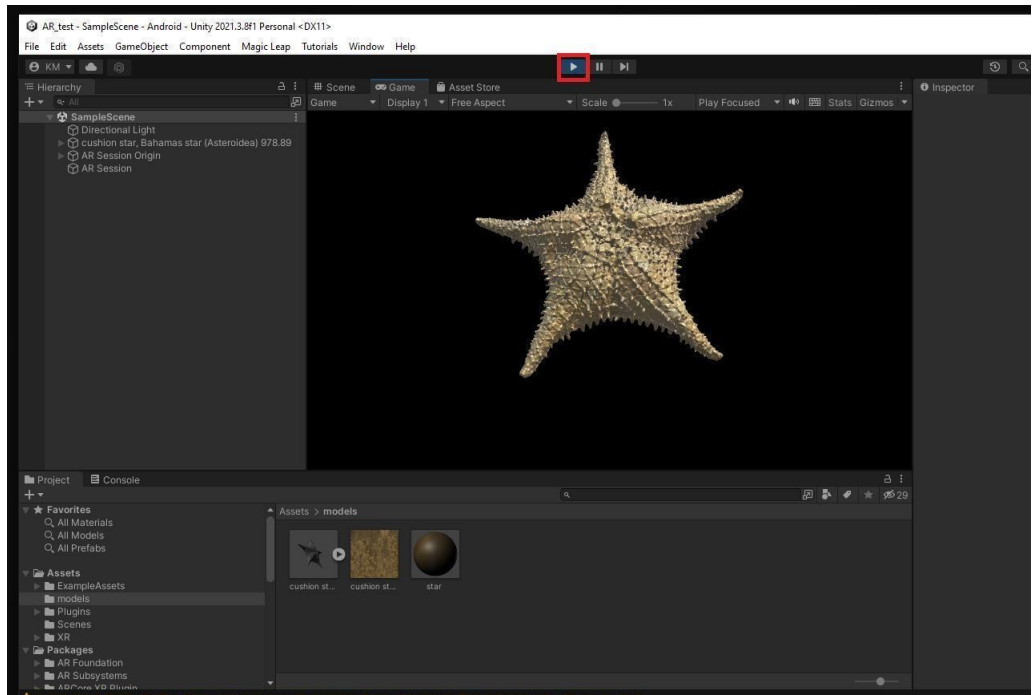 AR_test - SampleScene - Android - Unity 2021.3.8f1 Personal <DX11>
File Edit Assets GameObject Component Magic Leap Tutorials Window Help
KM
Hierarchy
All
SampleScene
Directional Light
cushion star, Bahamas star (Asteroidea) 978.89
AR Session Origin
AR Session
Scene Game Asset Store
Game Display 1 Free Aspect Scale 1x Play Focused Stats Gizmos
Inspector
Project Console
29
Favorites
All Materials
All Models
All Prefabs
Assets
ExampleAssets
models
Plugins
Scenes
XR
Packages
AR Foundation
AR Subsystems
ARCore XR Plugin
Assets > models
cushion st... cushion st... star